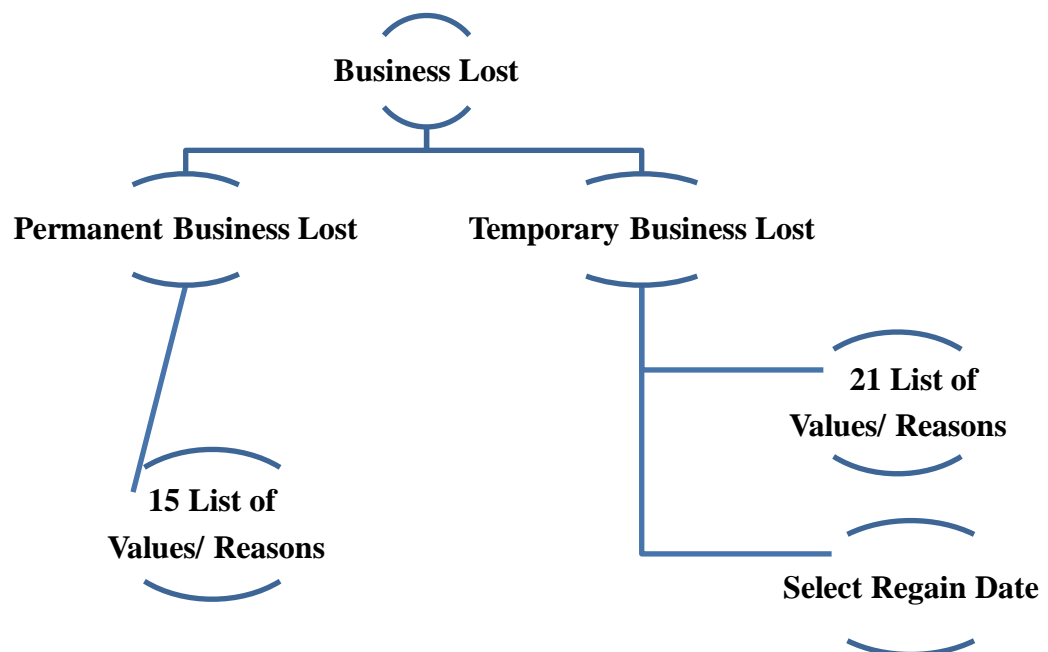 Business Lost
Permanent Business Lost
Temporary Business Lost
21 List of
Values/ Reasons
15 List of
Values/ Reasons
Select Regain Date